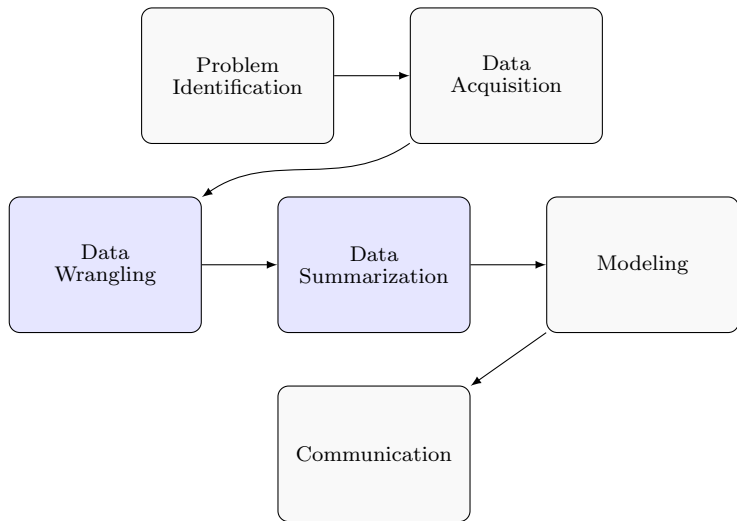 Problem
Identification
Data
Acquisition
Data
Wrangling
Data
Summarization
Modeling
Communication